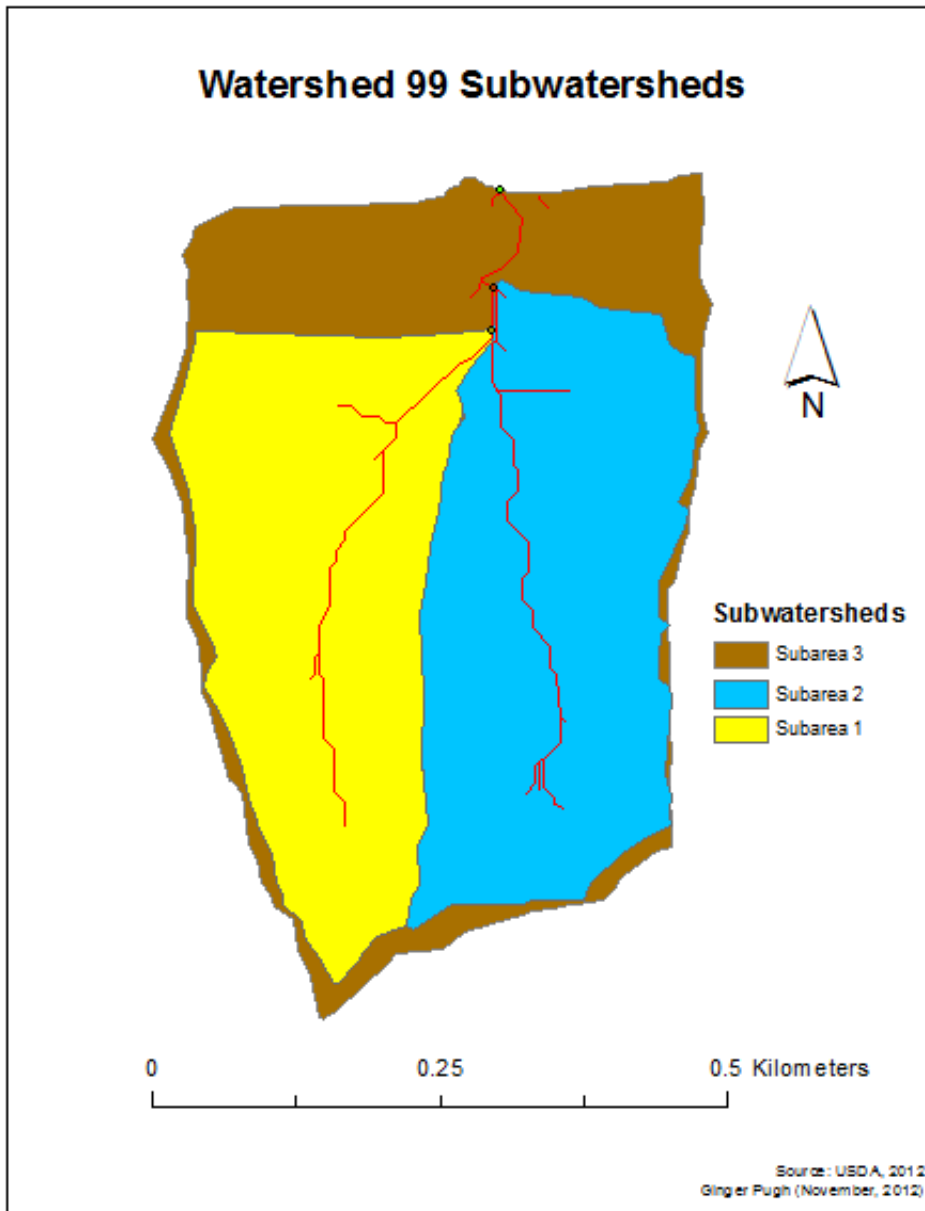 Watershed 99 Subwatersheds
N
Subwatersheds
Subarea 3
Subarea 2
Subarea 1
0 0.25 0.5 Kilometers
Source: USDA, 2012
Ginger Pugh (November, 2012)